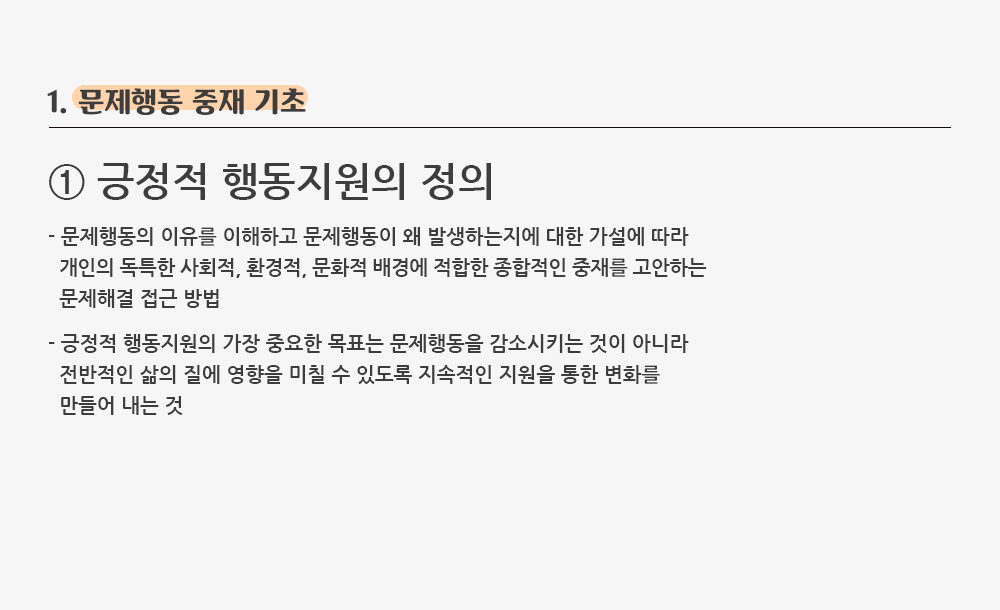 1. 문제행동 중재 기초
① 긍정적 행동지원의 정의
- 문제행동의 이유를 이해하고 문제행동이 왜 발생하는지에 대한 가설에 따라
개인의 독특한 사회적, 환경적, 문화적 배경에 적합한 종합적인 중재를 고안하는
문제해결 접근 방법
- 긍정적 행동지원의 가장 중요한 목표는 문제행동을 감소시키는 것이 아니라
전반적인 삶의 질에 영향을 미칠 수 있도록 지속적인 지원을 통한 변화를
만들어 내는 것